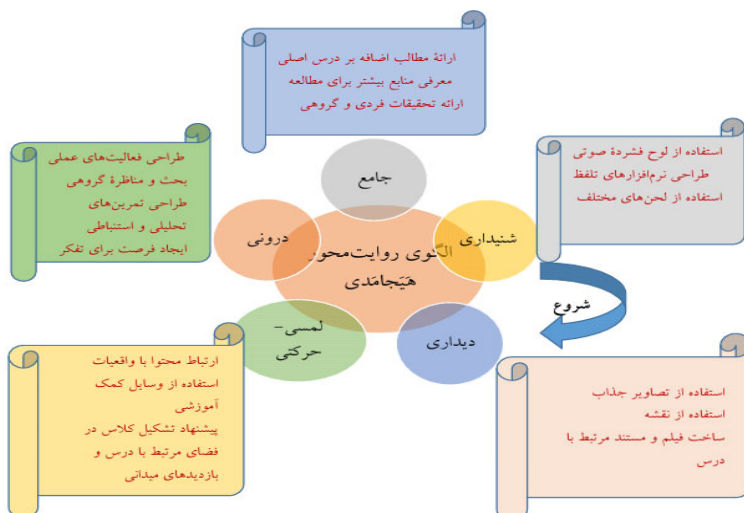 ارائهٔ مطالب اضافه بر درس اصلی
معرفی منابع بیشتر برای مطالعه
ارائه تحقیقات فردی و گروهی
استفاده از لوح فشردهٔ صوتی
طراحی نرم‌افزارهای تلفظ
استفاده از لحن‌های مختلف
طراحی فعالیت‌های عملی
بحث و مناظرهٔ گروهی
طراحی تمرین‌های
تحلیلی و استنباطی
ایجاد فرصت برای تفکر
جامع
شنیداری
درونی
الگوی روایت‌محور
هَیَجامَدی
شروع
دیداری
لمسی-
حرکتی
استفاده از تصاویر جذاب
استفاده از نقشه
ساخت فیلم و مستند مرتبط با
درس
ارتباط محتوا با واقعیات
استفاده از وسایل کمک
آموزشی
پیشنهاد تشکیل کلاس در
فضای مرتبط با درس و
بازدیدهای میدانی